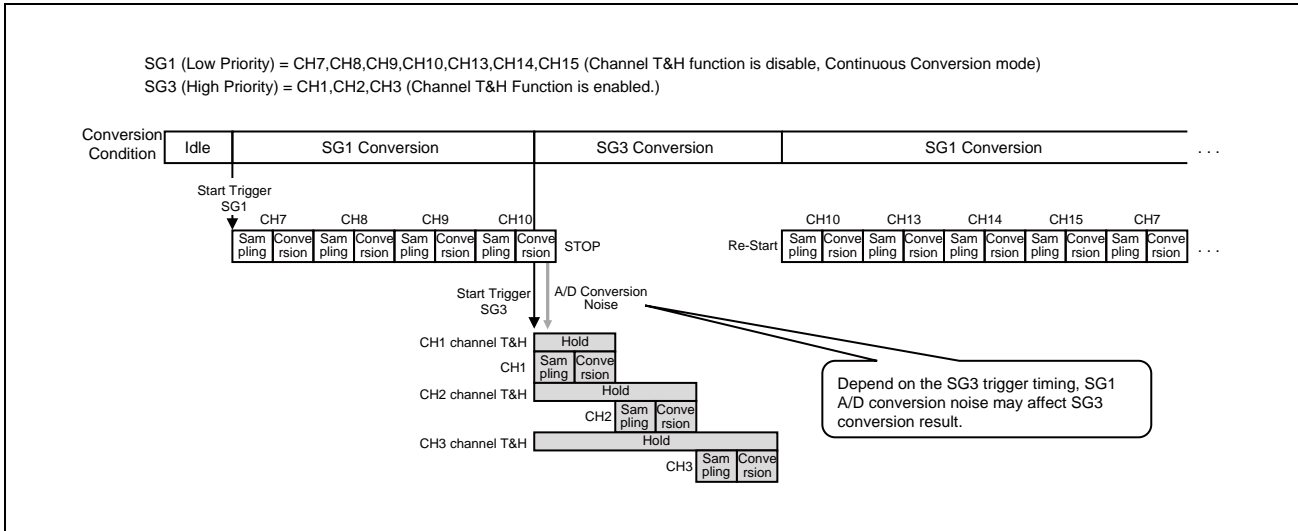 SG1 (Low Priority) = CH7,CH8,CH9,CH10,CH13,CH14,CH15 (Channel T&H function is disable, Continuous Conversion mode)
SG3 (High Priority) = CH1,CH2,CH3 (Channel T&H Function is enabled.)
Conversion
Condition
Idle
SG1 Conversion
SG3 Conversion
SG1 Conversion
. . .
Start Trigger
SG1
CH7
CH8
CH9
CH10
Sam
pling
Conve
rsion
Sam
pling
Conve
rsion
Sam
pling
Conve
rsion
Sam
pling
Conve
rsion
STOP
Re-Start
CH10
CH13
CH14
CH15
CH7
Sam
pling
Conve
rsion
Sam
pling
Conve
rsion
Sam
pling
Conve
rsion
Sam
pling
Conve
rsion
Sam
pling
Conve
rsion
. . .
Start Trigger
SG3
A/D Conversion
Noise
CH1 channel T&H
Hold
CH1
Sam
pling
Conve
rsion
CH2 channel T&H
Hold
CH2
Sam
pling
Conve
rsion
CH3 channel T&H
Hold
CH3
Sam
pling
Conve
rsion
Depend on the SG3 trigger timing, SG1
A/D conversion noise may affect SG3
conversion result.